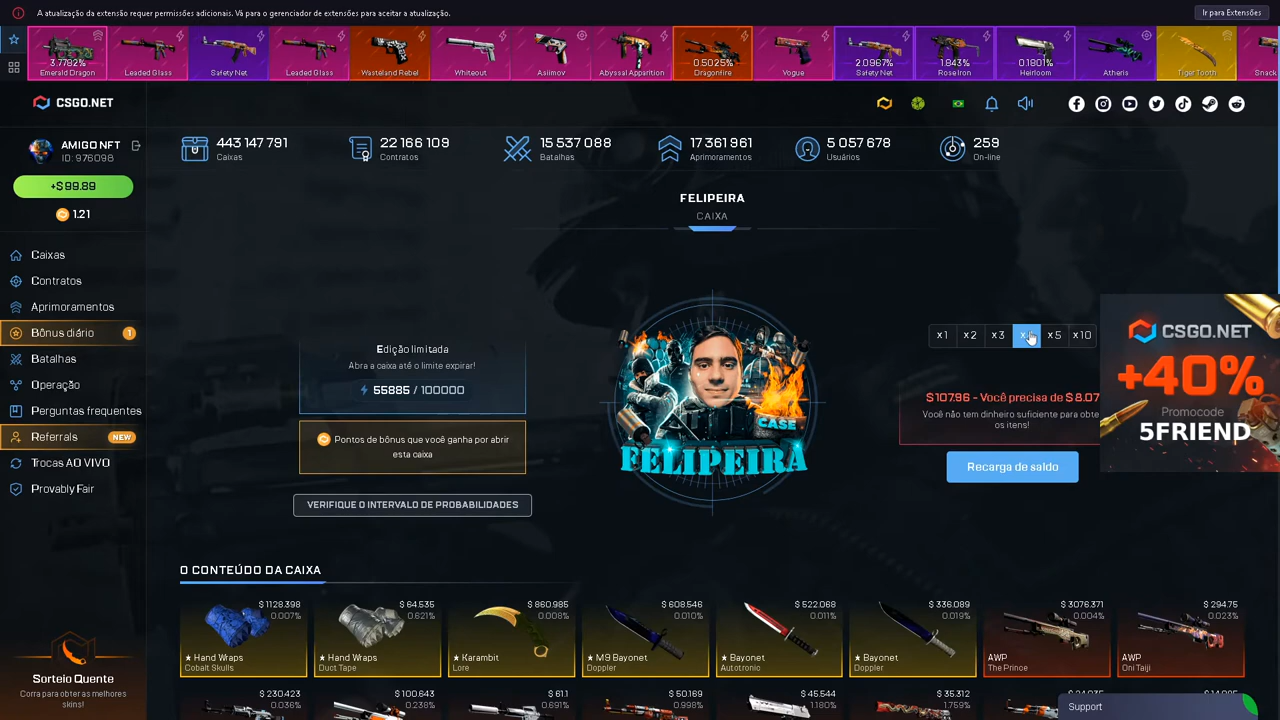 A atualização da extensão requer permissões adicionais. Vá para o gerenciador de extensões para aceitar a atualização.
Ir para Extensões
3.7782%
Emerald Dragon
Leaded Glass
Safety Net
Leaded Glass
Wasteland Rebel
Whiteout
Asiimov
Abyssal Apparition
0.5025%
Dragonfire
Vogue
2.0967%
Safety Net
1.843%
Rose Iron
0.1801%
Heirloom
Atheris
Tiger Tooth
Snack
CSGO.NET
AMIGO NFT
ID: 976098
+$ 99.89
1.21
443 147 791
Caixas
22 166 109
Contratos
15 537 088
Batalhas
17 361 961
Aprimoramentos
5 057 678
Usuários
259
On-line
Caixas
Contratos
Aprimoramentos
Bônus diário
1
Batalhas
Operação
Perguntas frequentes
Referrals
NEW
Trocas AO VIVO
Provably Fair
Sorteio Quente
Corra para obter as melhores
skins!
FELIPEIRA
CAIXA
Edição limitada
Abra a caixa até o limite expirar!
55885 / 100000
Pontos de bônus que você ganha por abrir
esta caixa
VERIFIQUE O INTERVALO DE PROBABILIDADES
CASE
FELIPEIRA
x1
x2
x3
x5
x10
$ 107.96 - Você precisa de $ 8.07
Você não tem dinheiro suficiente para obte
os itens!
Recarga de saldo
CSGO.NET
+40%
Promocode
5FRIEND
O CONTEÚDO DA CAIXA
$ 1128.398
0.007%
★ Hand Wraps
Cobalt Skulls
$ 64.535
0.621%
★ Hand Wraps
Duct Tape
$ 860.985
0.008%
★ Karambit
Lore
$ 608.546
0.010%
★ M9 Bayonet
Doppler
$ 522.068
0.011%
★ Bayonet
Autotronic
$ 336.089
0.019%
★ Bayonet
Doppler
$ 3076.371
0.004%
AWP
The Prince
$ 294.75
0.023%
AWP
Oni Taiji
$ 230.423
0.036%
$ 100.643
0.238%
$ 61.1
0.691%
$ 50.169
0.998%
$ 45.544
1.180%
$ 35.312
1.759%
Support